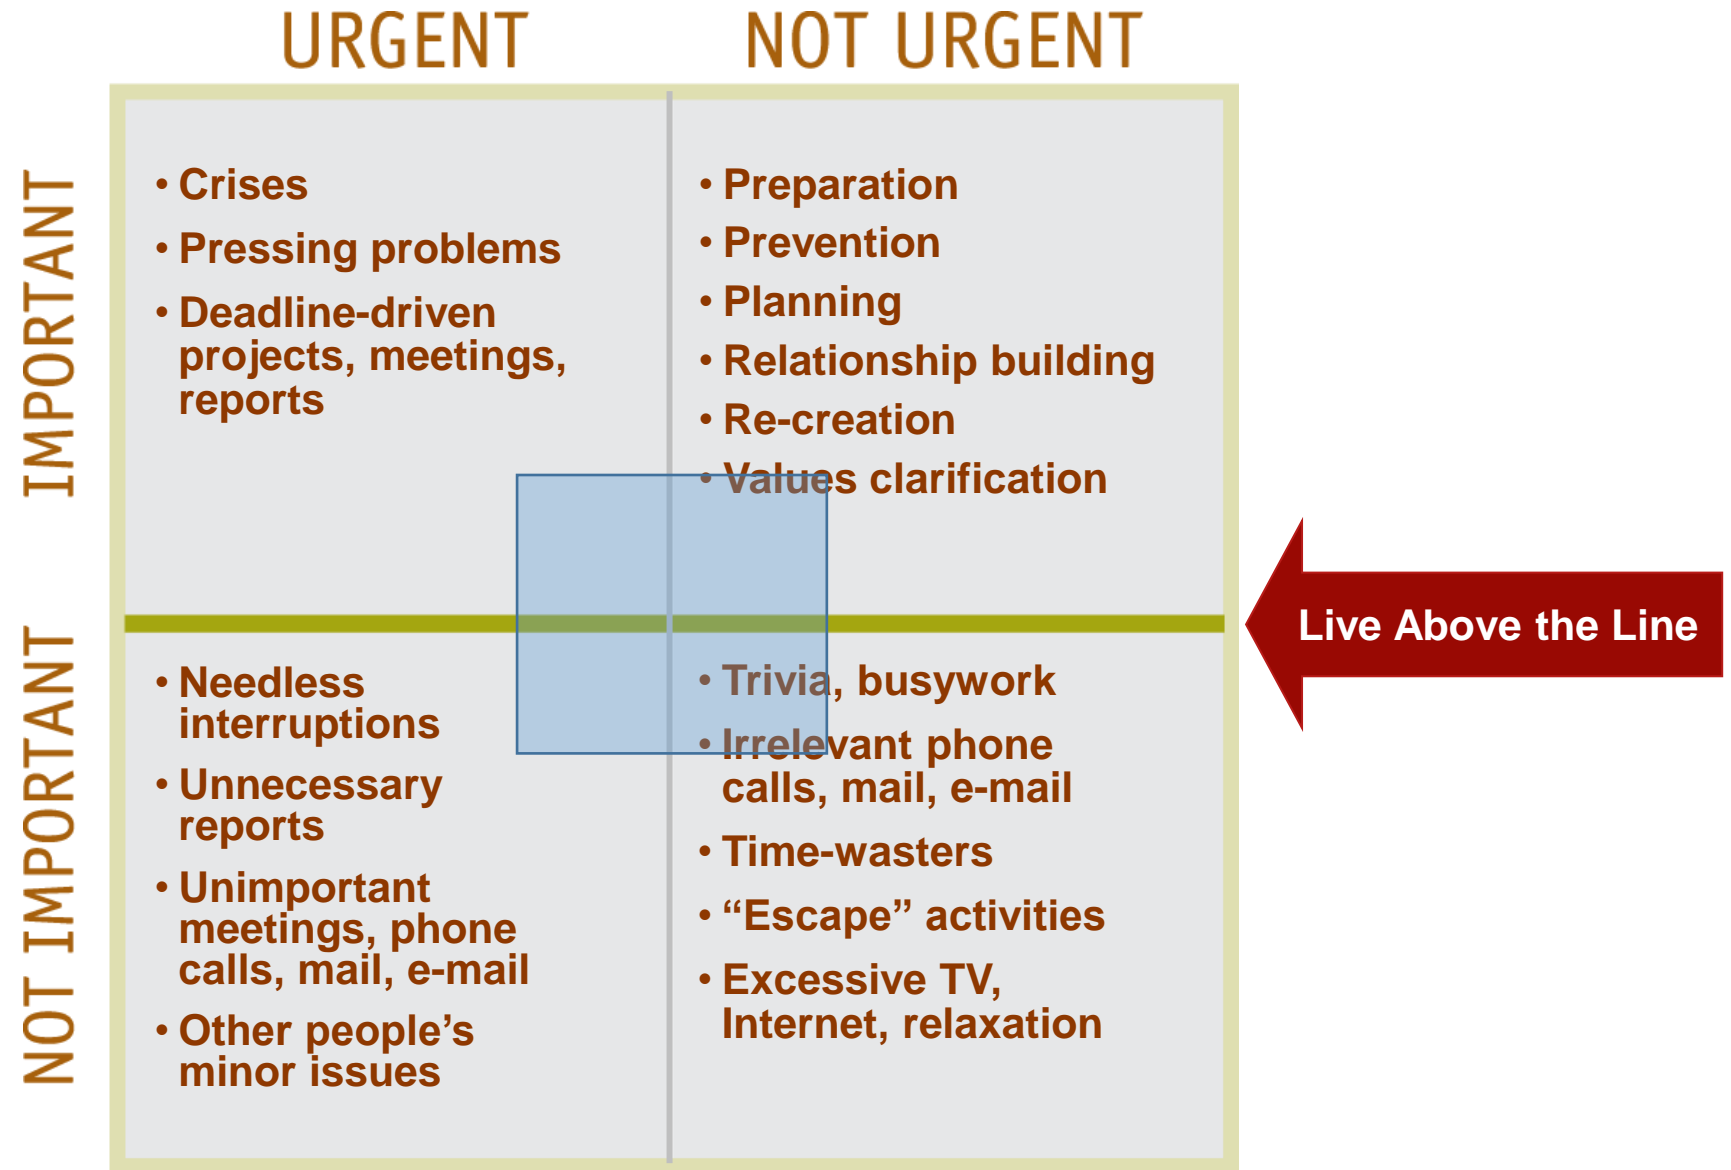 URGENT
NOT URGENT
IMPORTANT
• Crises
• Pressing problems
• Deadline-driven
projects, meetings,
reports
• Preparation
• Prevention
• Planning
• Relationship building
• Re-creation
• Values clarification
Live Above the Line
NOT IMPORTANT
• Needless
interruptions
• Unnecessary
reports
• Unimportant
meetings, phone
calls, mail, e-mail
• Other people’s
minor issues
• Trivia, busywork
• Irrelevant phone
calls, mail, e-mail
• Time-wasters
• “Escape” activities
• Excessive TV,
Internet, relaxation